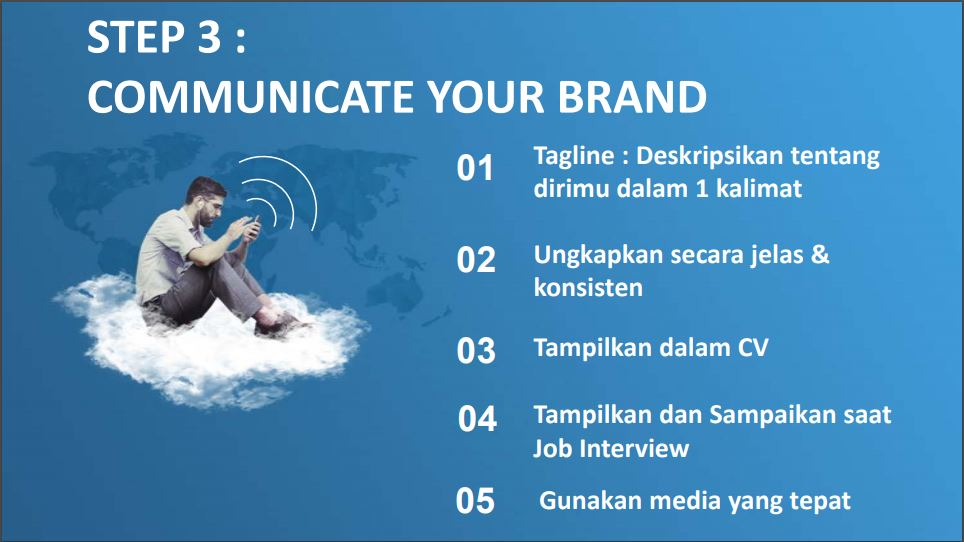 STEP 3 :
COMMUNICATE YOUR BRAND
01
Tagline : Deskripsikan tentang
dirimu dalam 1 kalimat
02
Ungkapkan secara jelas &
konsisten
03
Tampilkan dalam CV
04
Tampilkan dan Sampaikan saat
Job Interview
05
Gunakan media yang tepat